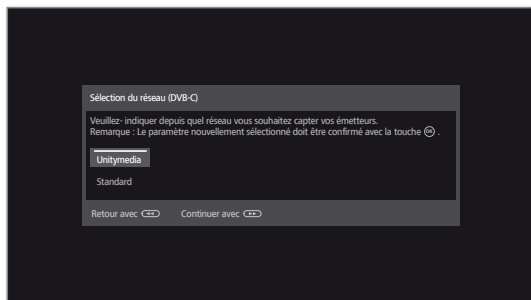 Sélection du réseau (DVB-C)
Veuillez- indiquer depuis quel réseau vous souhaitez capter vos émetteurs.
Remarque : Le paramètre nouvellement sélectionné doit être confirmé avec la touche OK .
Unitymedia
Standard
Retour avec Continuer avec